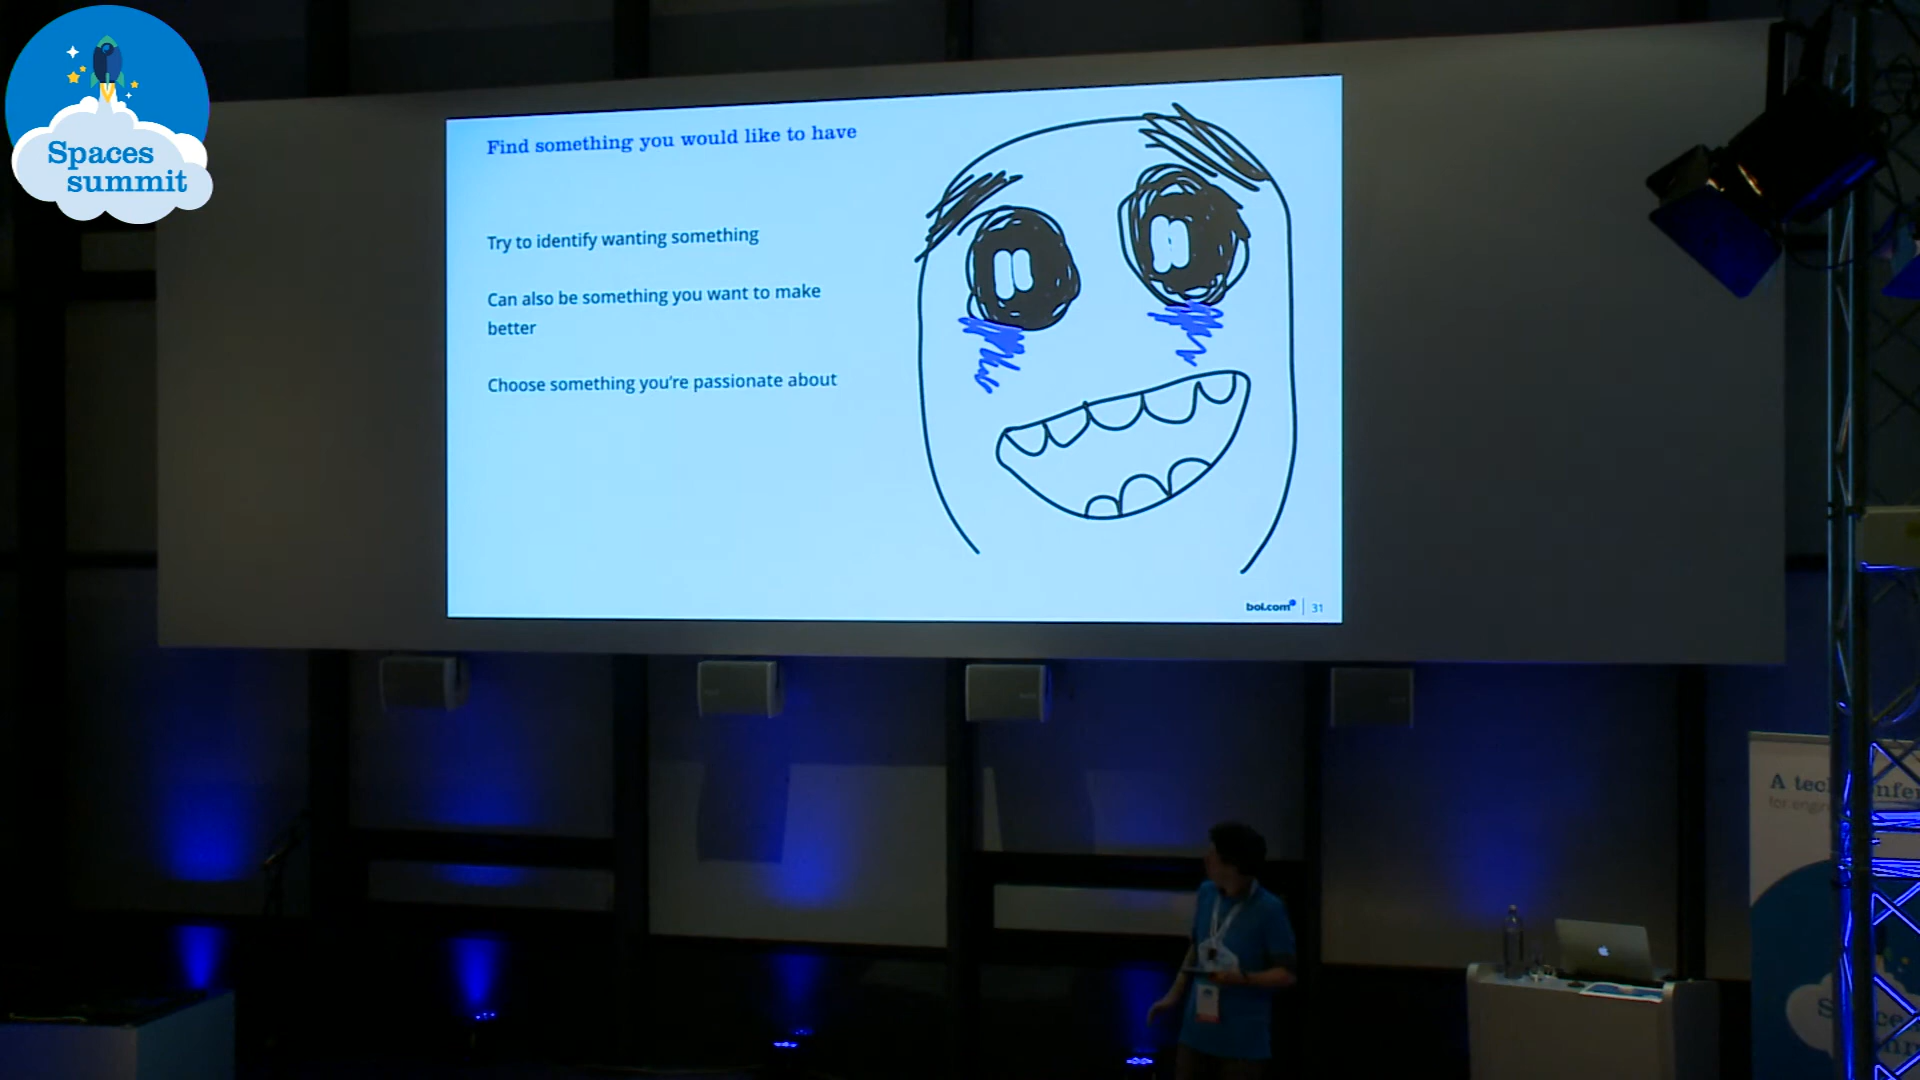 Spaces
summit
Find something you would like to have
Try to identify wanting something
Can also be something you want to make
better
Choose something you're passionate about
bol.com
31
A tech